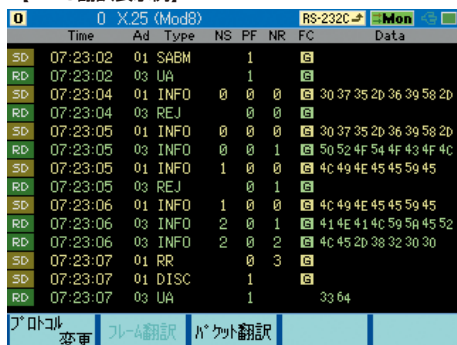 0 0 X.25 (Mod8) RS-232C Mon
Time Ad Type NS PF NR FC Data
SD 07:23:02 01 SABM 1 G
RD 07:23:02 03 UA 1 G
SD 07:23:04 01 INFO 0 0 0 G 30 37 35 2D 36 39 58 2D
RD 07:23:04 03 REJ 0 0 G
SD 07:23:05 01 INFO 0 0 0 G 30 37 35 2D 36 39 58 2D
RD 07:23:05 03 INFO 0 0 1 G 50 52 4F 54 4F 43 4F 4C
SD 07:23:05 01 INFO 1 0 0 G 4C 49 4E 45 45 59 45
RD 07:23:05 03 REJ 0 1 G
SD 07:23:06 01 INFO 1 0 0 G 4C 49 4E 45 45 59 45
RD 07:23:06 03 INFO 2 0 1 G 41 4E 41 4C 59 5A 45 52
RD 07:23:06 03 INFO 2 0 2 G 4C 45 2D 38 32 30 30
SD 07:23:07 01 RR 0 3 G
SD 07:23:07 01 DISC 1 G
RD 07:23:07 03 UA 1 33 64
プロトコル変更 フレーム翻訳 パケット翻訳